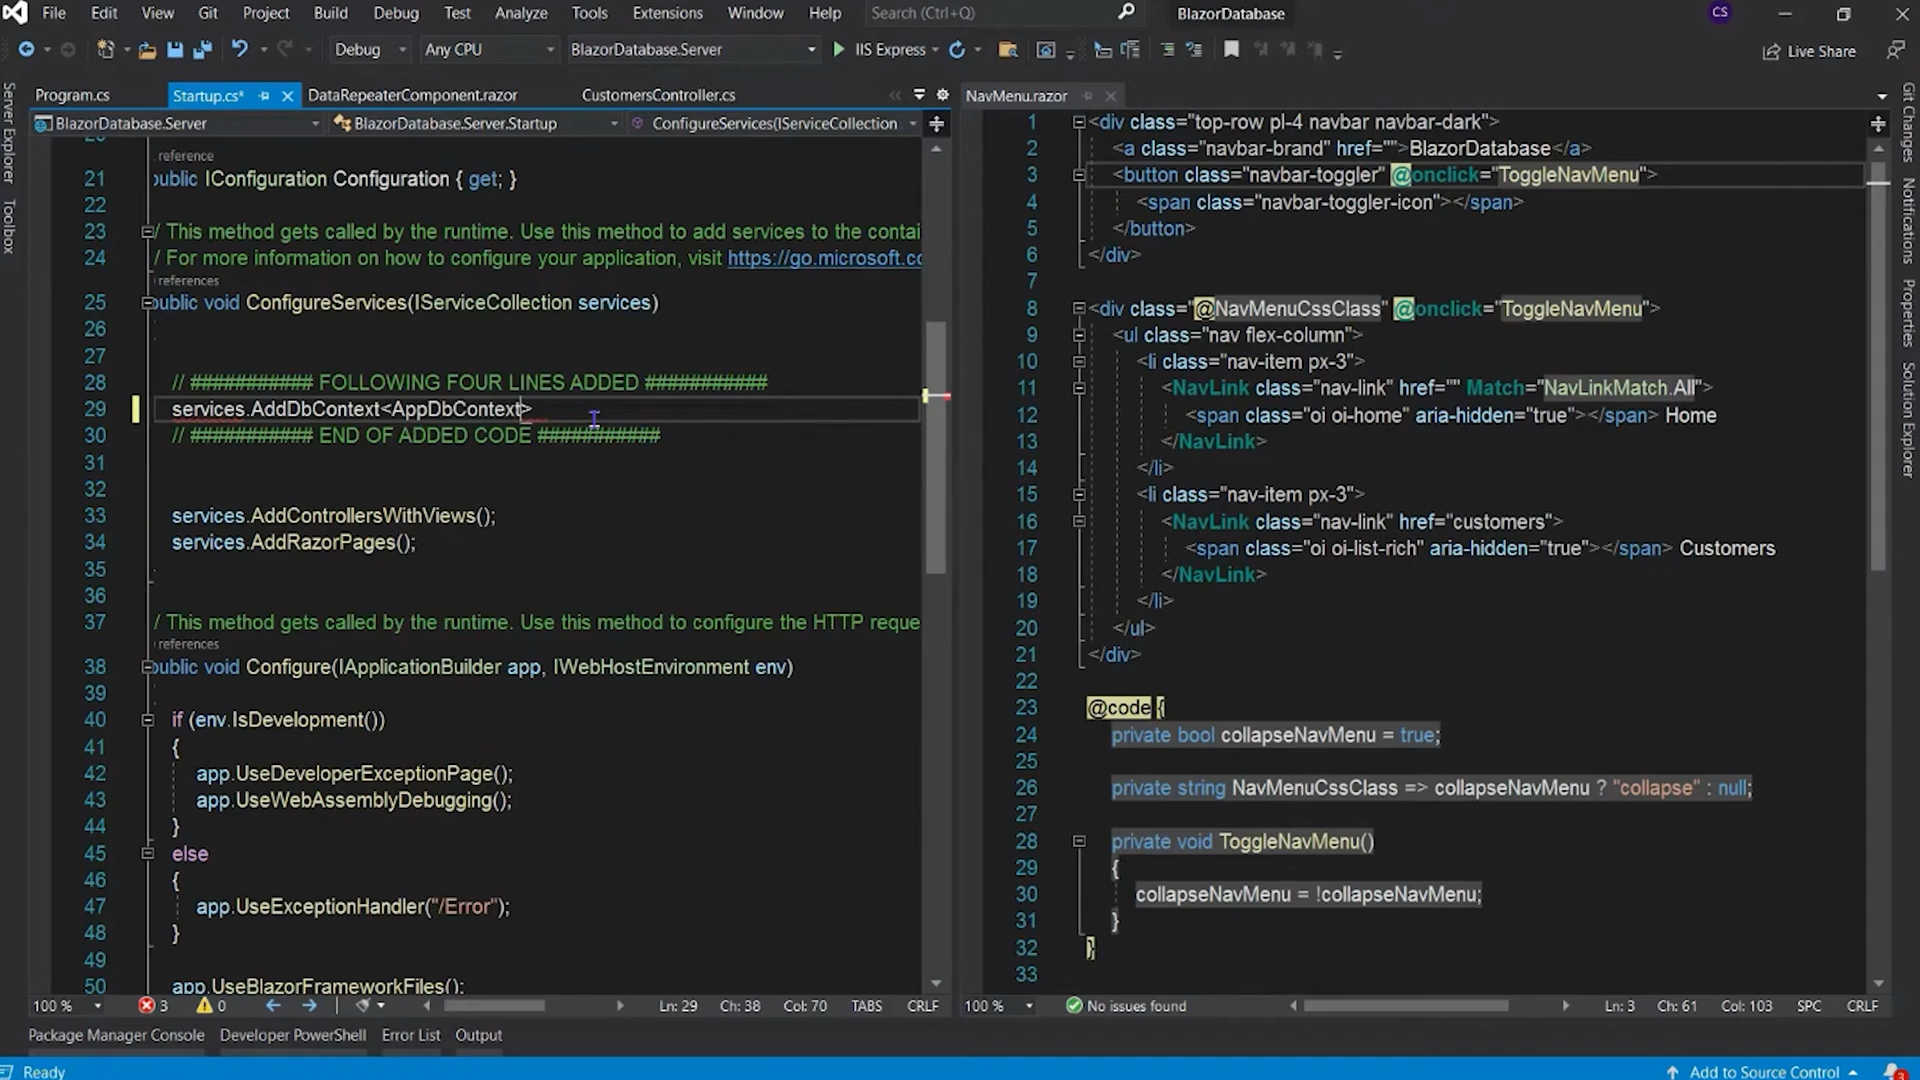 File Edit View Git Project Build Debug Test Analyze Tools Extensions Window Help Search (Ctrl+Q) BlazorDatabase CS
Debug Any CPU BlazorDatabase.Server IIS Express Live Share
Program.cs Startup.cs* DataRepeaterComponent.razor CustomersController.cs
BlazorDatabase.Server BlazorDatabase.Server.Startup ConfigureServices(IServiceCollection
Server Explorer
Toolbox
reference
21 public IConfiguration Configuration { get; }
22
23 / This method gets called by the runtime. Use this method to add services to the contai
24 / For more information on how to configure your application, visit https://go.microsoft.co
references
25 public void ConfigureServices(IServiceCollection services)
26
27
28 // ########### FOLLOWING FOUR LINES ADDED ###########
29 services.AddDbContext<AppDbContext>
30 // ########### END OF ADDED CODE ###########
31
32
33 services.AddControllersWithViews();
34 services.AddRazorPages();
35
36
37 / This method gets called by the runtime. Use this method to configure the HTTP reque
references
38 public void Configure(IApplicationBuilder app, IWebHostEnvironment env)
39
40 if (env.IsDevelopment())
41 {
42 app.UseDeveloperExceptionPage();
43 app.UseWebAssemblyDebugging();
44 }
45 else
46 {
47 app.UseExceptionHandler("/Error");
48 }
49
50 app.UseBlazorFrameworkFiles();
100 % 3 0 Ln: 29 Ch: 38 Col: 70 TABS CRLF
NavMenu.razor
1 <div class="top-row pl-4 navbar navbar-dark">
2 <a class="navbar-brand" href="">BlazorDatabase</a>
3 <button class="navbar-toggler" @onclick="ToggleNavMenu">
4 <span class="navbar-toggler-icon"></span>
5 </button>
6 </div>
7
8 <div class="@NavMenuCssClass" @onclick="ToggleNavMenu">
9 <ul class="nav flex-column">
10 <li class="nav-item px-3">
11 <NavLink class="nav-link" href="" Match="NavLinkMatch.All">
12 <span class="oi oi-home" aria-hidden="true"></span> Home
13 </NavLink>
14 </li>
15 <li class="nav-item px-3">
16 <NavLink class="nav-link" href="customers">
17 <span class="oi oi-list-rich" aria-hidden="true"></span> Customers
18 </NavLink>
19 </li>
20 </ul>
21 </div>
22
23 @code {
24 private bool collapseNavMenu = true;
25
26 private string NavMenuCssClass => collapseNavMenu ? "collapse" : null;
27
28 private void ToggleNavMenu()
29 {
30 collapseNavMenu = !collapseNavMenu;
31 }
32 }
33
100 % No issues found Ln: 3 Ch: 61 Col: 103 SPC CRLF
Git Changes
Notifications
Properties
Solution Explorer
Package Manager Console Developer PowerShell Error List Output
Ready Add to Source Control 3